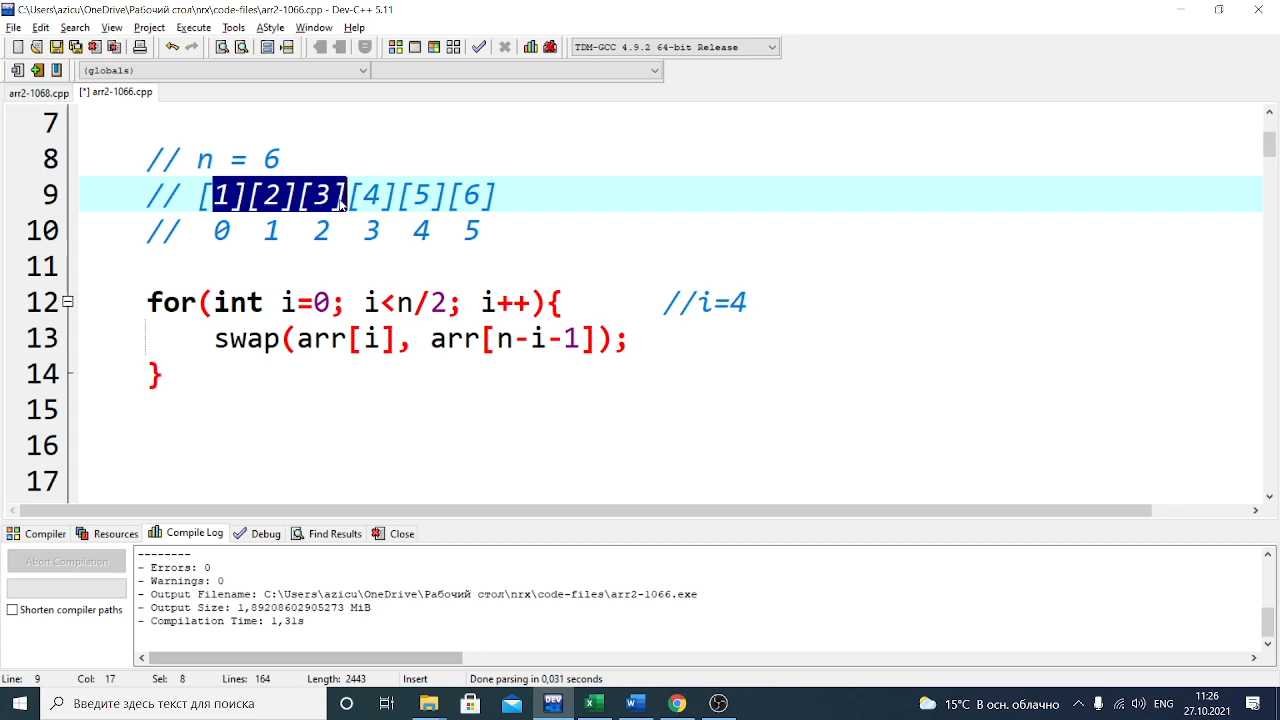 C:\Users\azicu\OneDrive\Рабочий стол\nrx\code-files\arr2-1066.cpp - Dev-C++ 5.11
File Edit Search View Project Execute Tools AStyle Window Help
TDM-GCC 4.9.2 64-bit Release
(globals)
arr2-1068.cpp [*] arr2-1066.cpp
7
8 // n = 6
9 // [1][2][3][4][5][6]
10 // 0 1 2 3 4 5
11
12 for(int i=0; i<n/2; i++){ //i=4
13 swap(arr[i], arr[n-i-1]);
14 }
15
16
17
Compiler Resources Compile Log Debug Find Results Close
Abort Compilation
Shorten compiler paths
--------
- Errors: 0
- Warnings: 0
- Output Filename: C:\Users\azicu\OneDrive\Рабочий стол\nrx\code-files\arr2-1066.exe
- Output Size: 1,89208602905273 MiB
- Compilation Time: 1,31s
Line: 9 Col: 17 Sel: 8 Lines: 164 Length: 2443 Insert Done parsing in 0,031 seconds
Введите здесь текст для поиска
DEV
15°C В осн. облачно
ENG
11:26
27.10.2021